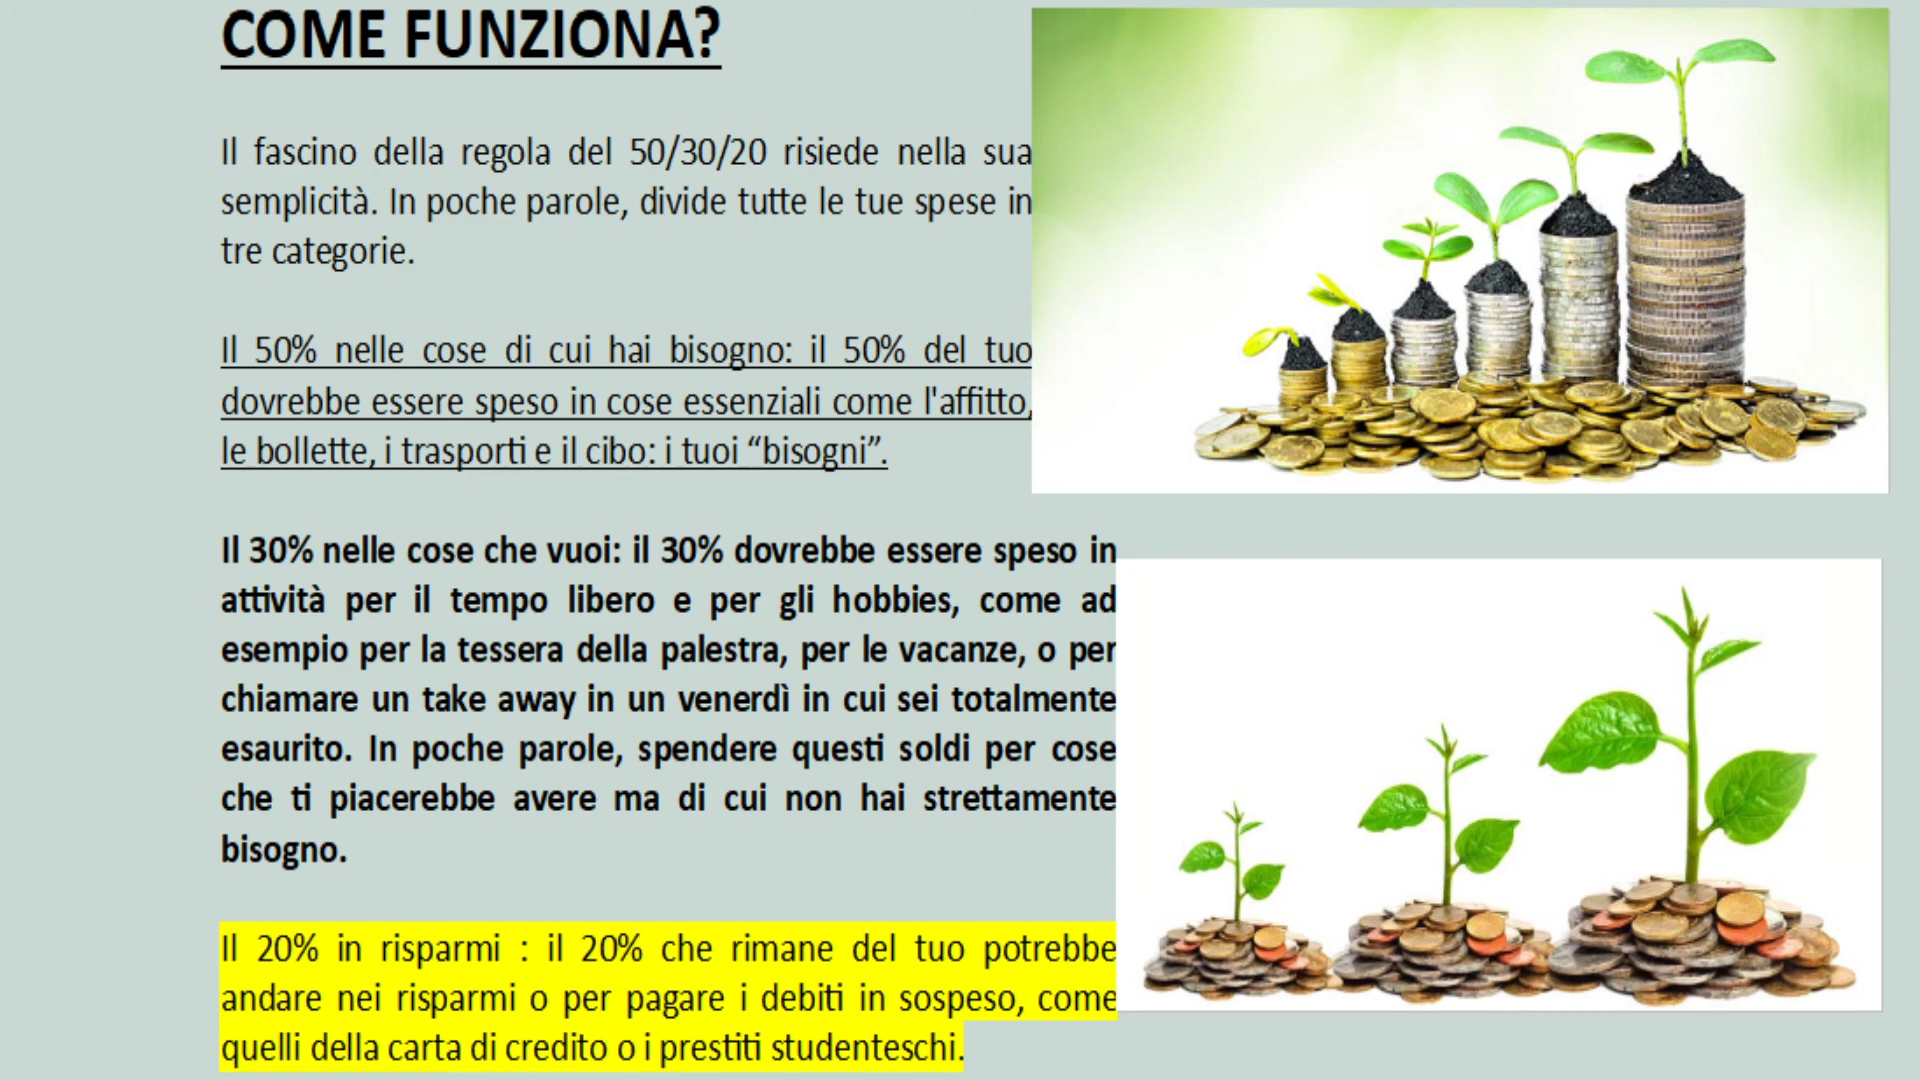 COME FUNZIONA?
Il fascino della regola del 50/30/20 risiede nella sua
semplicità. In poche parole, divide tutte le tue spese in
tre categorie.
Il 50% nelle cose di cui hai bisogno: il 50% del tuo
dovrebbe essere speso in cose essenziali come l'affitto,
le bollette, i trasporti e il cibo: i tuoi “bisogni”.
Il 30% nelle cose che vuoi: il 30% dovrebbe essere speso in
attività per il tempo libero e per gli hobbies, come ad
esempio per la tessera della palestra, per le vacanze, o per
chiamare un take away in un venerdì in cui sei totalmente
esaurito. In poche parole, spendere questi soldi per cose
che ti piacerebbe avere ma di cui non hai strettamente
bisogno.
Il 20% in risparmi : il 20% che rimane del tuo potrebbe
andare nei risparmi o per pagare i debiti in sospeso, come
quelli della carta di credito o i prestiti studenteschi.